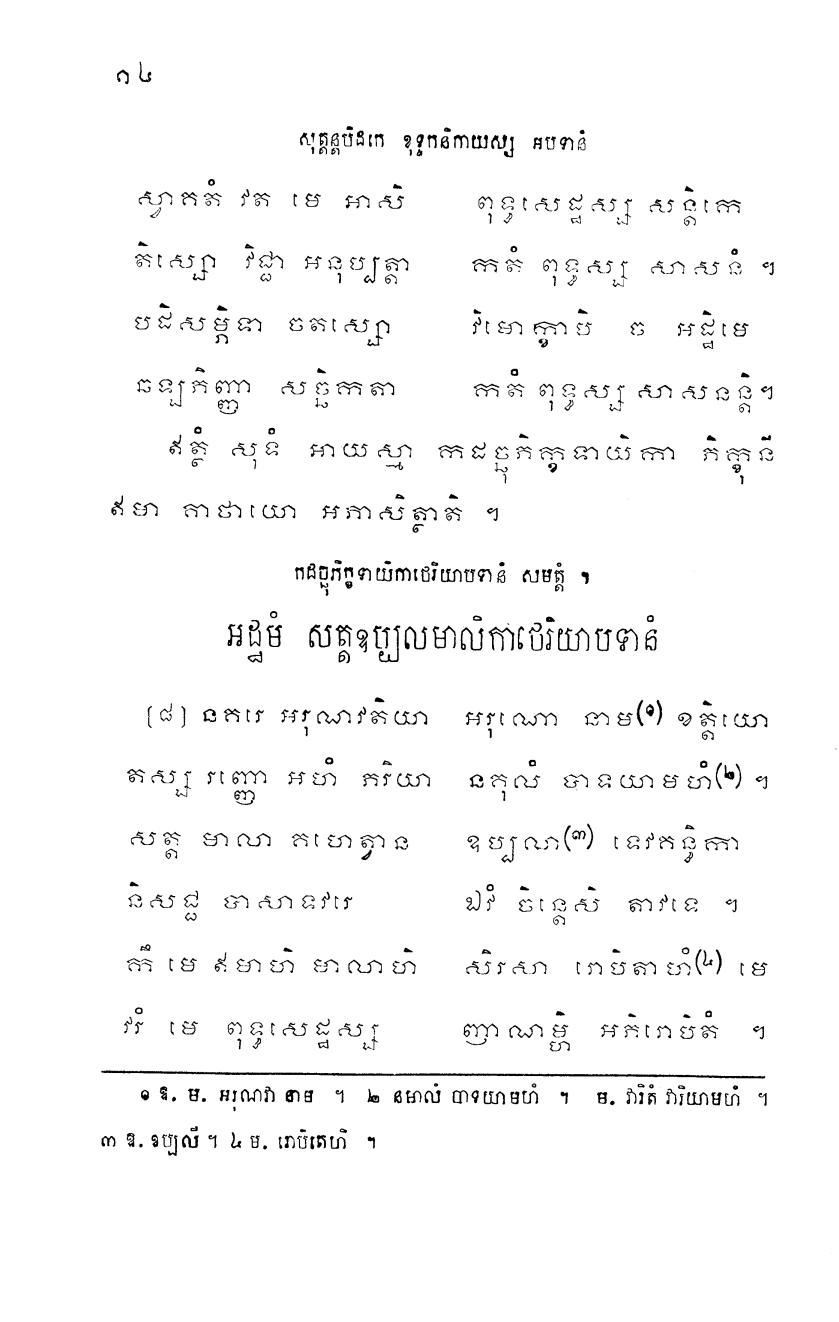 ១៤
សុត្តន្តបិដកេ ខុទ្ទកនិកាយស្ស អបទានំ
ស្វាគតំ វត មេ អាសិ ពុទ្ធសេដ្ឋស្ស សន្តិកេ
តិស្សោ វិជ្ជា អនុប្បត្តា កតំ ពុទ្ធស្ស សាសនំ ។
បដិសម្ភិទា ចតស្សោ វិមោក្ខាបិ ច អដ្ឋិមេ
ឆឡភិញ្ញា សច្ឆិកតា កតំ ពុទ្ធស្ស សាសនន្តិ។
ឥត្ថំ សុទំ អាយស្មា កដច្ឆុភិក្ខទាយិកា ភិក្ខុនី
ឥមា គាថាយោ អភាសិត្ថាតិ ។
កដច្ឆុភិក្ខទាយិកាថេរិយាបទានំ សមត្តំ ។
អដ្ឋមំ សត្តឧប្បលមាលិកាថេរិយាបទានំ
[៨] នគរេ អរុណវតិយា អរុណោ នាម(១) ខត្តិយោ
តស្ស រញ្ញោ អហំ ភរិយា នគុលំ បាទយាមហំ(២) ។
សត្ត មាលា គហេត្វាន ឧប្បលា(៣) ទេវគន្ធិកា
និសជ្ជ បាសាទវរេ ឯវំ ចិន្តេសិ តាវទេ ។
កឹ មេ ឥមាហិ មាលាហិ សិរសា រោបិតាហំ(៤) មេ
វរំ មេ ពុទ្ធសេដ្ឋស្ស ញាណម្ហិ អភិរោបិតំ ។
១ ឱ. ម. អរុណវា នាម ។ ២ នមាលំ បាទយាមហំ ។ ម. វារិតំ វារិយាមហំ ។
៣ ឱ. ឧប្បលី ។ ៤ ម. រោបិតេហិ ។